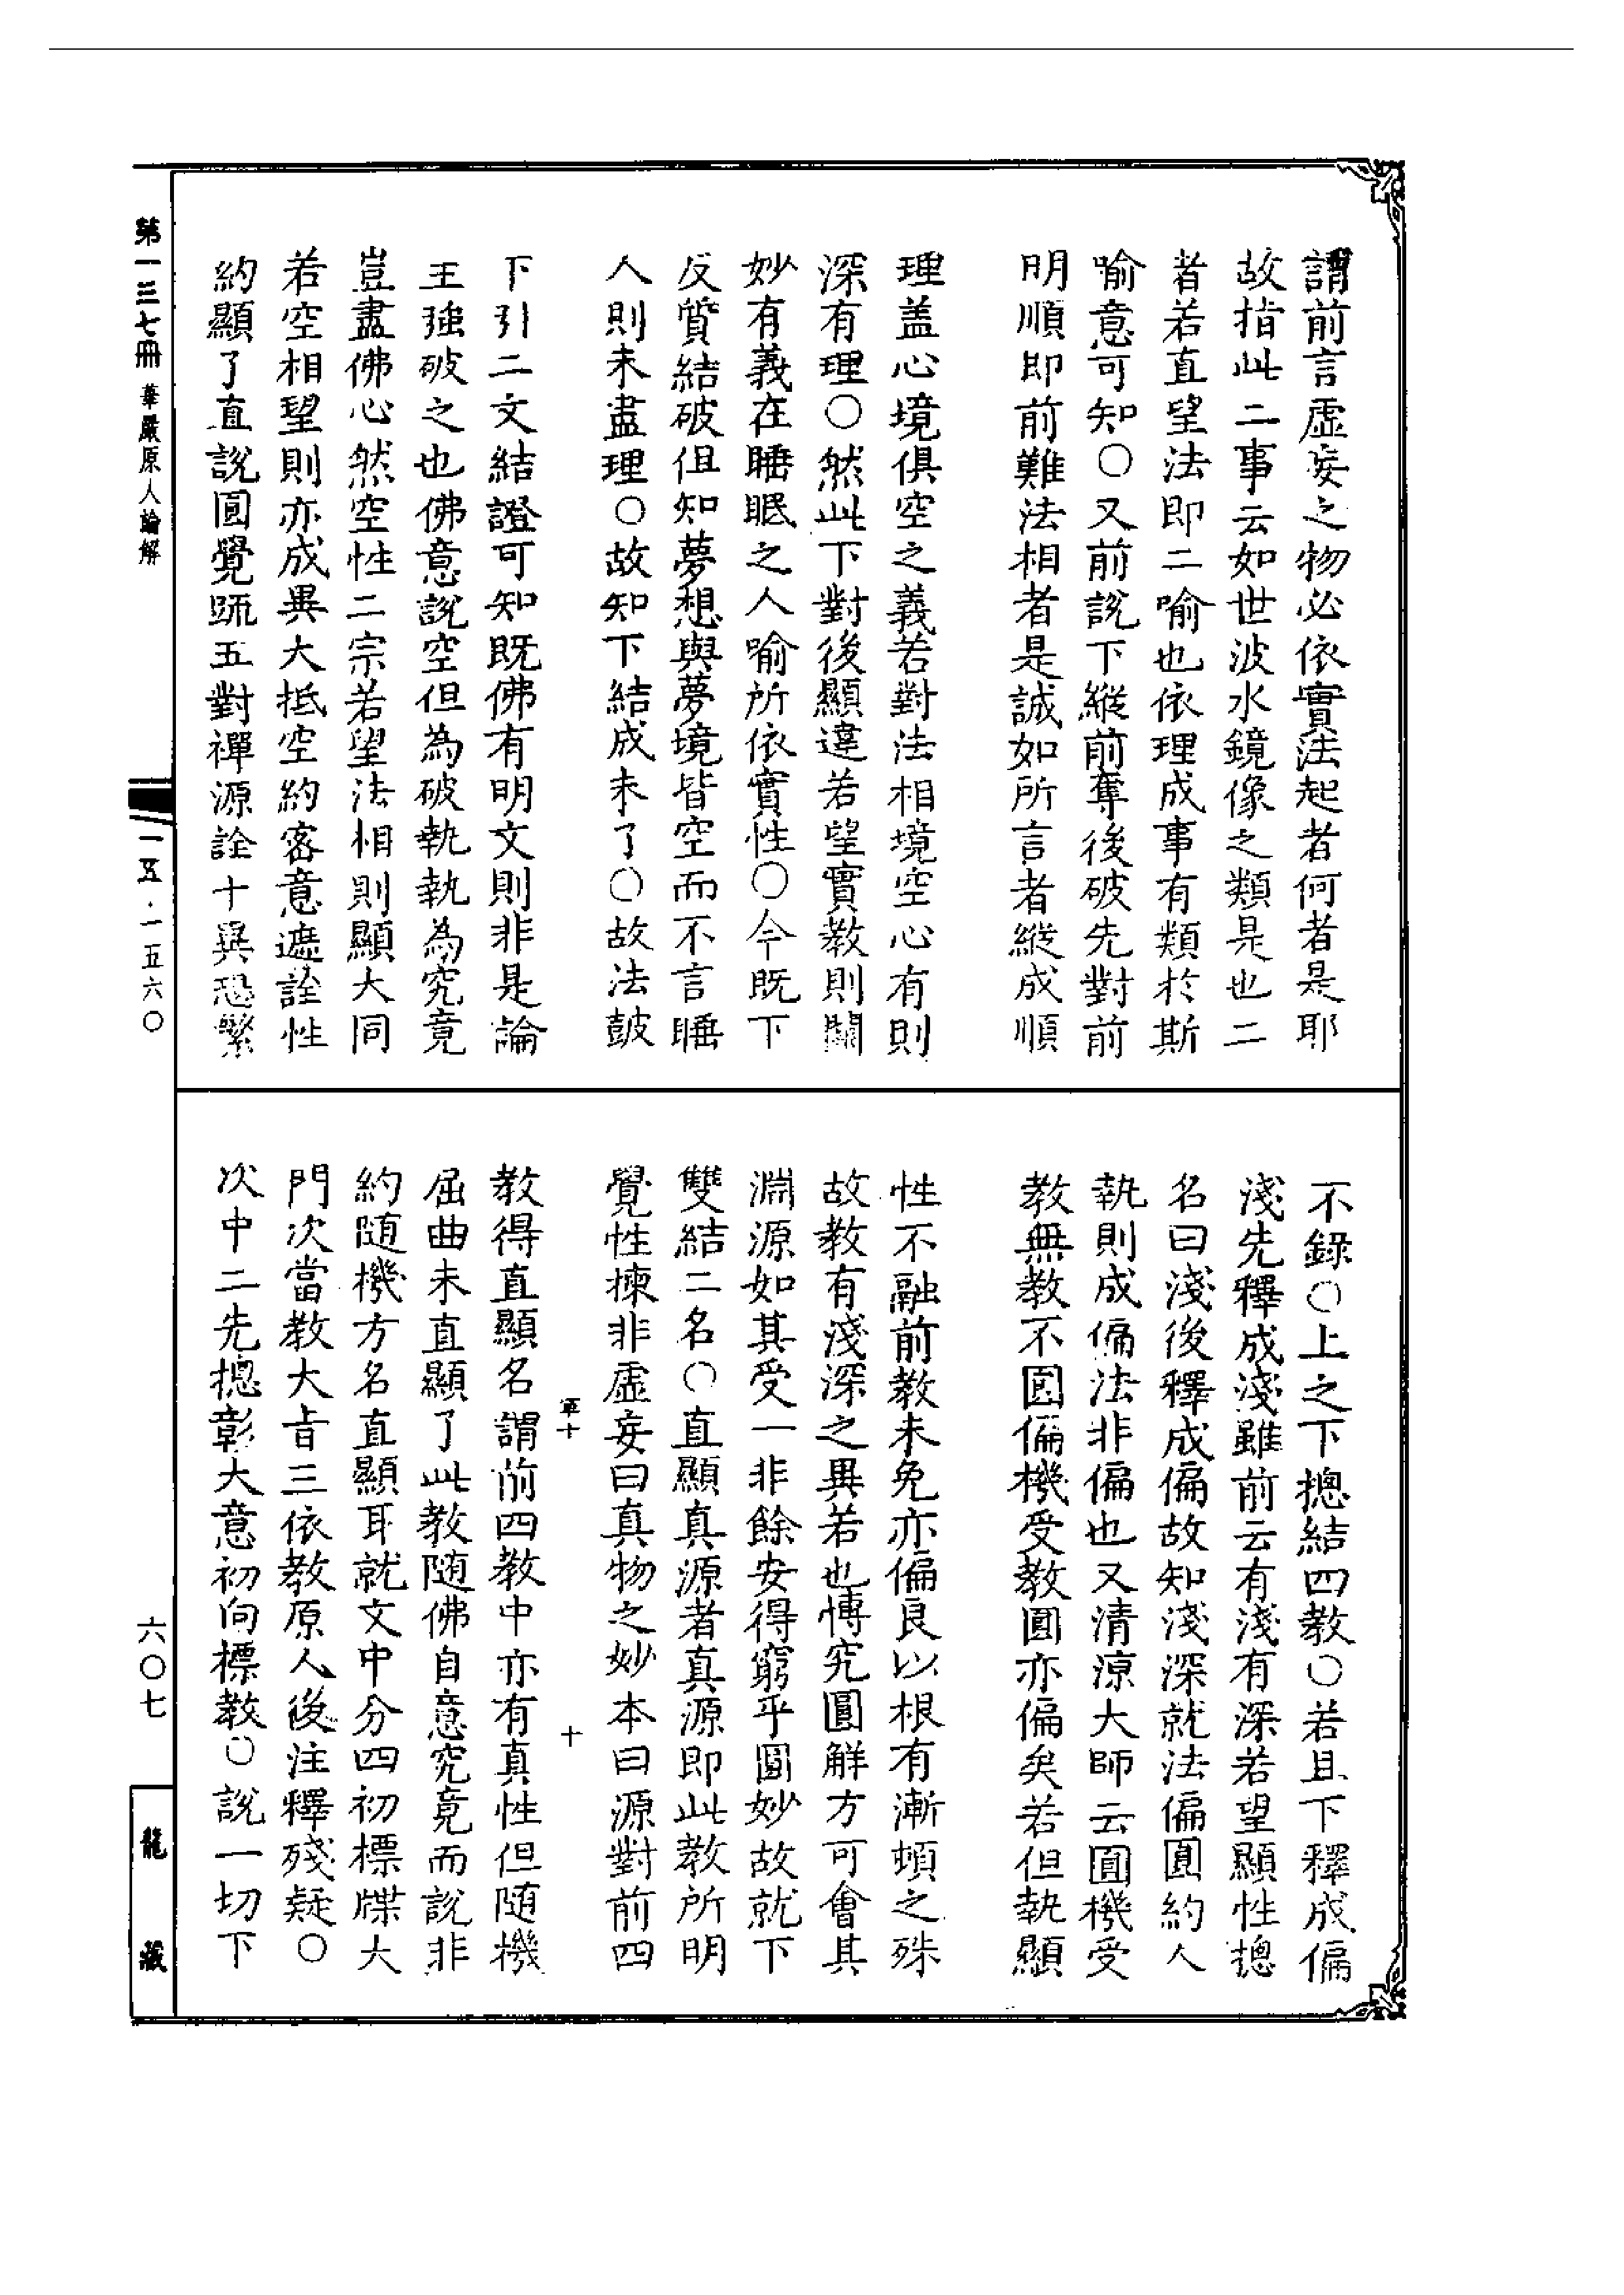 謂前言虛妄之物必依實法起者何者是耶
故指此二事云如世波水鏡像之類是也二
者若直望法即二喻也依理成事有類於斯
喻意可知○又前說下縱前奪後破先對前
明順即前難法相者是誠如所言者縱成順
理盖心境俱空之義若對法相境空心有則
深有理○然此下對後顯違若望實教則闕
妙有義在睡眠之人喻所依實性○今既下
反質結破但知夢想與夢境皆空而不言睡
人則未盡理○故知下結成未了○故法皷
下引二文結證可知既佛有明文則非是論
王強破之也佛意說空但為破執執為究竟
豈盡佛心然空性二宗若望法相則顯大同
若空相望則亦成異大抵空約密意遮詮性
約顯了直說圓覺䟽五對禪源詮十異恐繁
不錄○上之下摠結四教○若且下釋成偏
淺先釋成淺雖前云有淺有深若望顯性摠
名曰淺後釋成偏故知淺深就法偏圓約人
執則成偏法非偏也又清涼大師云圓機受
教無教不圓偏機受教圓亦偏矣若但執顯
性不融前教未免亦偏良以根有漸頓之殊
故教有淺深之異若也博究圓解方可會其
淵源如其受一非餘安得窮乎圓妙故就下
雙結二名○直顯真源者真源即此教所明
覺性揀非虛妄曰真物之妙本曰源對前四
軍十 十
教得直顯名謂前四教中亦有真性但随機
屈曲未直顯了此教随佛自意究竟而說非
約随機方名直顯耳就文中分四初標牒大
門次當教大旨三依教原人後注釋殘疑○
次中二先摠彰大意初句標教○說一切下
第一三七冊 華嚴原人論解
一五·一五六〇
六〇七
龍藏